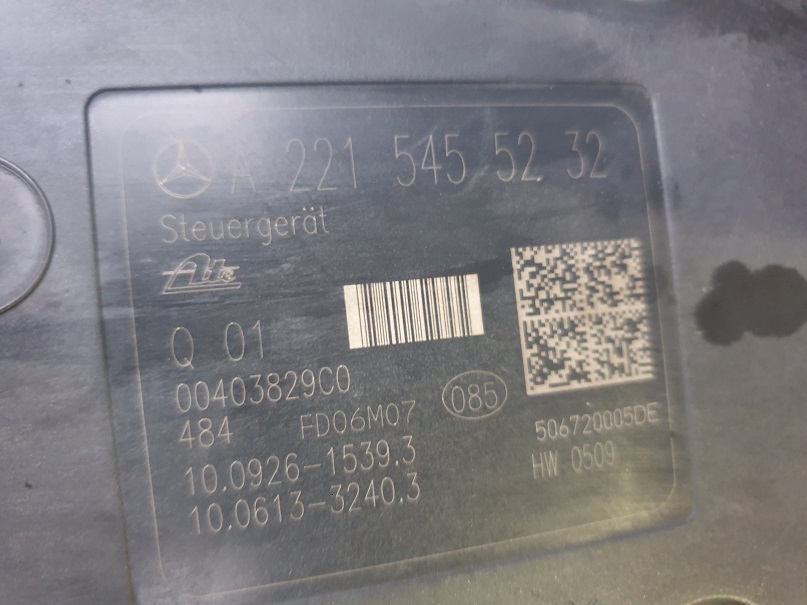 A 221 545 52 32
Steuergerät
Ate
Q 01
00403829C0
484 FD06M07 085
506720005DE
10.0926-1539.3
HW 0509
10.0613-3240.3